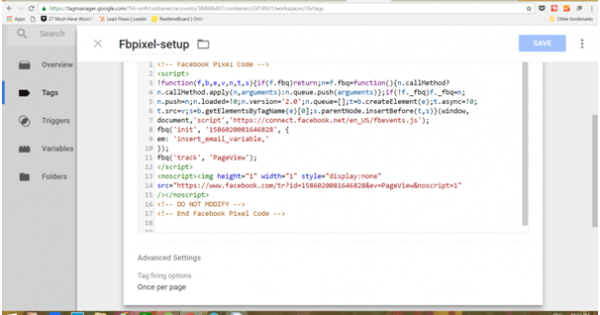 https://tagmanager.google.com/?hl=en#/container/accounts/384846407/containers/2418931/workspaces/36/tags
Apps 27 Must Have Won't Lead Flows | Leadin RealtimeBoard | Onli Other bookmarks
Search
Fbpixel-setup
SAVE
Overview
Tags
Triggers
Variables
Folders
1 <!-- Facebook Pixel Code -->
2 <script>
3 !function(f,b,e,v,n,t,s){if(f.fbq)return;n=f.fbq=function(){n.callMethod?
4 n.callMethod.apply(n,arguments):n.queue.push(arguments)};if(!f._fbq)f._fbq=n;
5 n.push=n;n.loaded=!0;n.version='2.0';n.queue=[];t=b.createElement(e);t.async=!0;
6 t.src=v;s=b.getElementsByTagName(e)[0];s.parentNode.insertBefore(t,s)}(window,
7 document,'script','https://connect.facebook.net/en_US/fbevents.js');
8 fbq('init', '1586020081646828', {
9 em: 'insert_email_variable,'
10 });
11 fbq('track', 'PageView');
12 </script>
13 <noscript><img height="1" width="1" style="display:none"
14 src="https://www.facebook.com/tr?id=1586020081646828&ev=PageView&noscript=1"
15 /></noscript>
16 <!-- DO NOT MODIFY -->
17 <!-- End Facebook Pixel Code -->
18
Advanced Settings
Tag firing options
Once per page